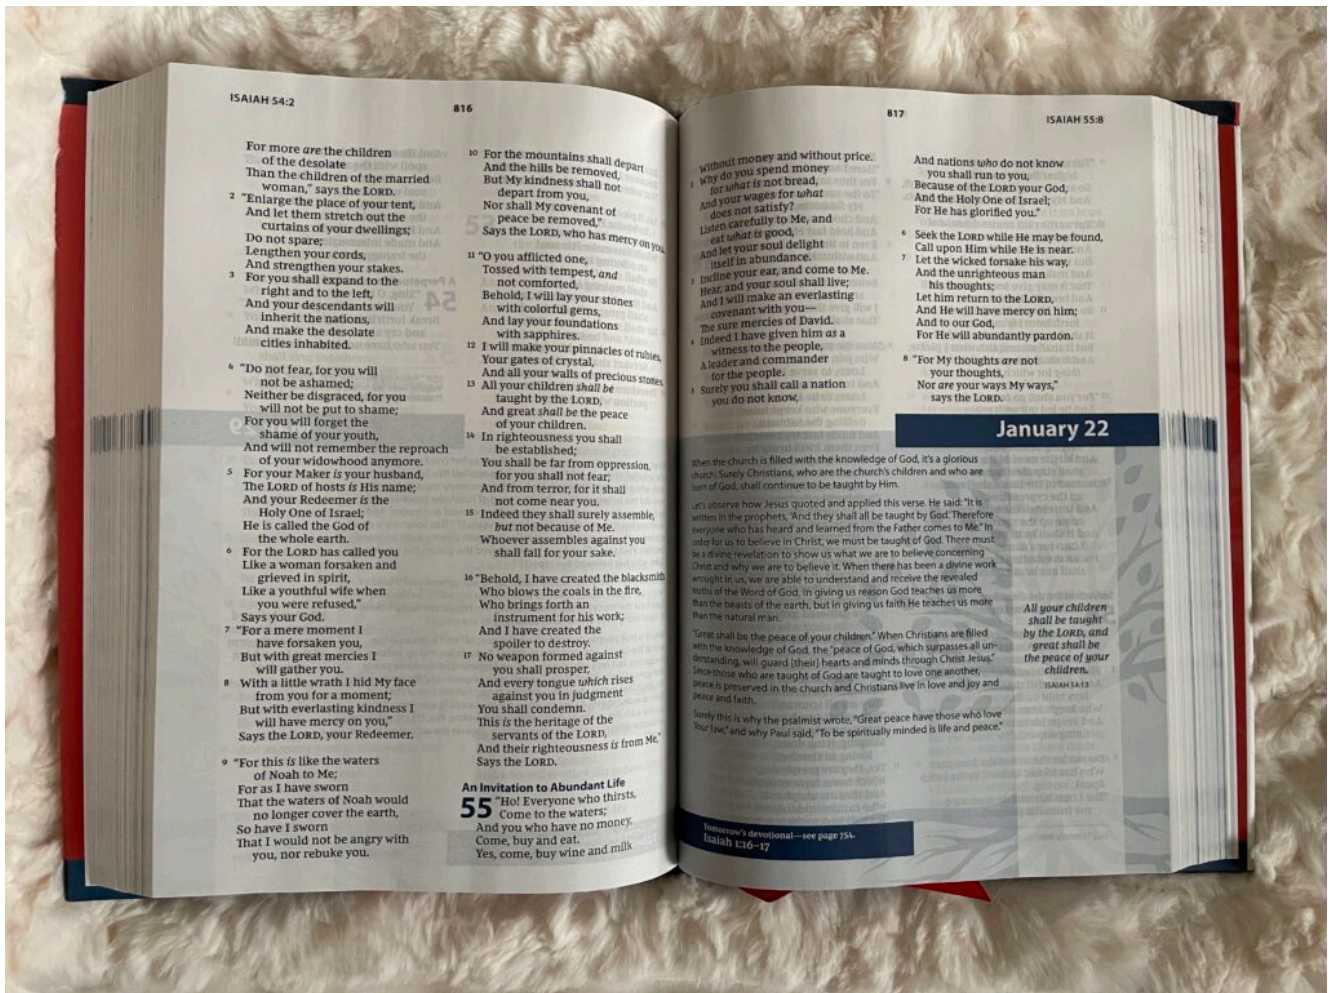 ISAIAH 54:2
816
For more are the children
of the desolate
Than the children of the married
woman," says the LORD.
2 "Enlarge the place of your tent,
And let them stretch out the
curtains of your dwellings;
Do not spare;
Lengthen your cords,
And strengthen your stakes.
3 For you shall expand to the
right and to the left,
And your descendants will
inherit the nations,
And make the desolate
cities inhabited.
4 "Do not fear, for you will
not be ashamed;
Neither be disgraced, for you
will not be put to shame;
For you will forget the
shame of your youth,
And will not remember the reproach
of your widowhood anymore.
5 For your Maker is your husband,
The LORD of hosts is His name;
And your Redeemer is the
Holy One of Israel;
He is called the God of
the whole earth.
6 For the LORD has called you
Like a woman forsaken and
grieved in spirit,
Like a youthful wife when
you were refused,"
Says your God.
7 "For a mere moment I
have forsaken you,
But with great mercies I
will gather you.
8 With a little wrath I hid My face
from you for a moment;
But with everlasting kindness I
will have mercy on you,"
Says the LORD, your Redeemer.
9 "For this is like the waters
of Noah to Me;
For as I have sworn
That the waters of Noah would
no longer cover the earth,
So have I sworn
That I would not be angry with
you, nor rebuke you.
10 For the mountains shall depart
And the hills be removed,
But My kindness shall not
depart from you,
Nor shall My covenant of
peace be removed,"
Says the LORD, who has mercy on you.
11 "O you afflicted one,
Tossed with tempest, and
not comforted,
Behold, I will lay your stones
with colorful gems,
And lay your foundations
with sapphires.
12 I will make your pinnacles of rubies,
Your gates of crystal,
And all your walls of precious stones.
13 All your children shall be
taught by the LORD,
And great shall be the peace
of your children.
14 In righteousness you shall
be established;
You shall be far from oppression,
for you shall not fear;
And from terror, for it shall
not come near you.
15 Indeed they shall surely assemble,
but not because of Me.
Whoever assembles against you
shall fall for your sake.
16 "Behold, I have created the blacksmith
Who blows the coals in the fire,
Who brings forth an
instrument for his work;
And I have created the
spoiler to destroy.
17 No weapon formed against
you shall prosper,
And every tongue which rises
against you in judgment
You shall condemn.
This is the heritage of the
servants of the LORD,
And their righteousness is from Me,"
Says the LORD.
An Invitation to Abundant Life
55 "Ho! Everyone who thirsts,
Come to the waters;
And you who have no money,
Come, buy and eat.
Yes, come, buy wine and milk
817
ISAIAH 55:8
Without money and without price.
Why do you spend money
for what is not bread,
And your wages for what
does not satisfy?
Listen carefully to Me, and
eat what is good,
And let your soul delight
itself in abundance.
3 Incline your ear, and come to Me.
Hear, and your soul shall live;
And I will make an everlasting
covenant with you—
The sure mercies of David.
4 Indeed I have given him as a
witness to the people,
A leader and commander
for the people.
Surely you shall call a nation
you do not know,
And nations who do not know
you shall run to you,
Because of the LORD your God,
And the Holy One of Israel;
For He has glorified you."
6 Seek the LORD while He may be found,
Call upon Him while He is near.
7 Let the wicked forsake his way,
And the unrighteous man
his thoughts;
Let him return to the LORD,
And He will have mercy on him;
And to our God,
For He will abundantly pardon.
8 "For My thoughts are not
your thoughts,
Nor are your ways My ways,"
says the LORD.
January 22
When the church is filled with the knowledge of God, it's a glorious
church! Surely Christians, who are the church's children and who are
born of God, shall continue to be taught by Him.
Let's observe how Jesus quoted and applied this verse. He said: "It is
written in the prophets, 'And they shall all be taught by God.' Therefore
everyone who has heard and learned from the Father comes to Me." In
order for us to believe in Christ, we must be taught of God. There must
be a divine revelation to show us what we are to believe concerning
Christ and why we are to believe it. When there has been a divine work
wrought in us, we are able to understand and receive the revealed
truths of the Word of God. In giving us reason God teaches us more
than the beasts of the earth, but in giving us faith He teaches us more
than the natural man.
"Great shall be the peace of your children." When Christians are filled
with the knowledge of God, the "peace of God, which surpasses all un-
derstanding, will guard [their] hearts and minds through Christ Jesus."
Since those who are taught of God are taught to love one another,
peace is preserved in the church and Christians live in love and joy and
peace and faith.
Surely this is why the psalmist wrote, "Great peace have those who love
Your law," and why Paul said, "To be spiritually minded is life and peace."
All your children
shall be taught
by the LORD, and
great shall be
the peace of your
children.
ISAIAH 54:13
Tomorrow's devotional—see page 754.
Isaiah 1:16–17